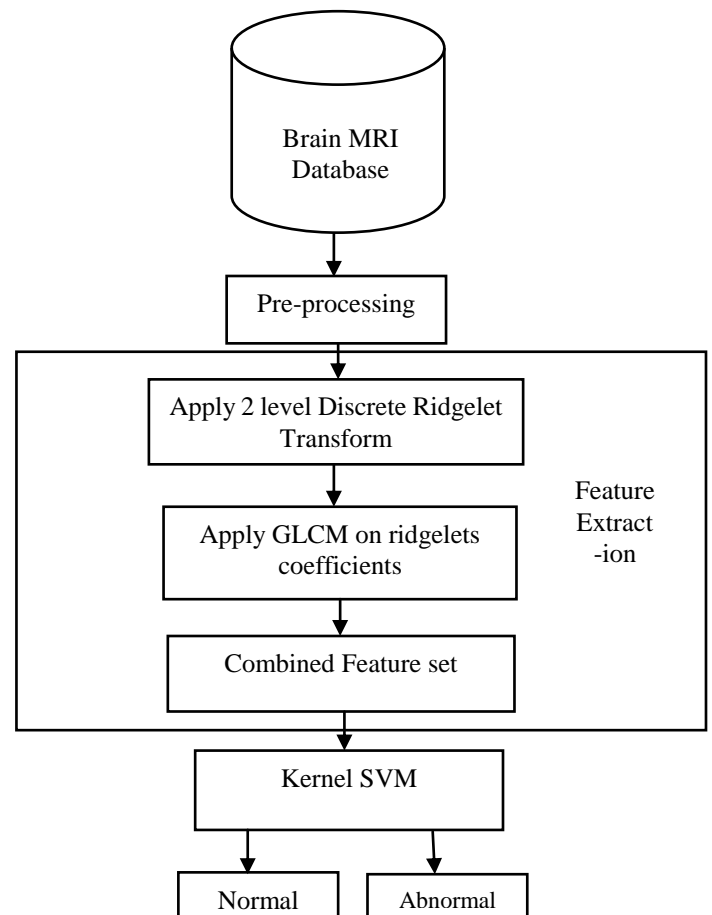 Brain MRI
Database
Pre-processing
Apply 2 level Discrete Ridgelet
Transform
Apply GLCM on ridgelets
coefficients
Combined Feature set
Feature
Extract
-ion
Kernel SVM
Normal
Abnormal